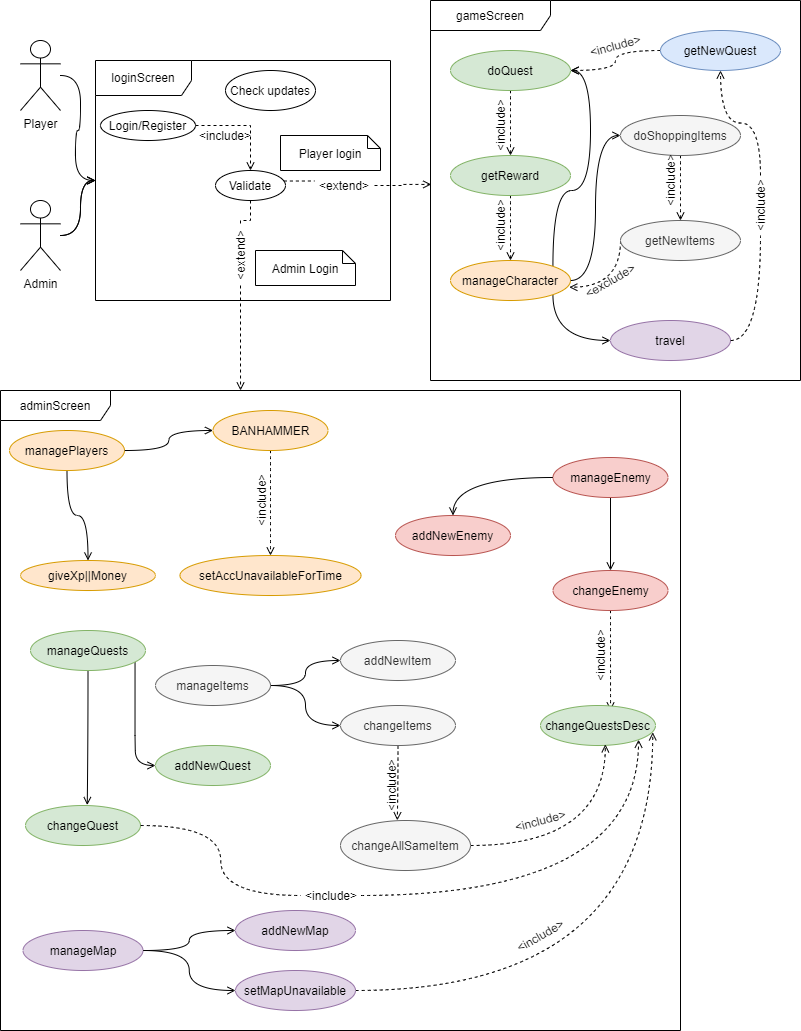 gameScreen
<include>
getNewQuest
doQuest
loginScreen
Check updates
Player
Login/Register
<include>
<include>
doShoppingItems
Player login
<include>
getReward
Validate
<extend>
<include>
<include>
getNewItems
<extend>
Admin Login
Admin
manageCharacter
<exclude>
travel
adminScreen
BANHAMMER
managePlayers
<include>
manageEnemy
addNewEnemy
giveXp||Money
setAccUnavailableForTime
changeEnemy
<include>
manageQuests
addNewItem
manageItems
changeItems
changeQuestsDesc
addNewQuest
<include>
<include>
changeQuest
changeAllSameItem
<include>
addNewMap
<include>
manageMap
setMapUnavailable